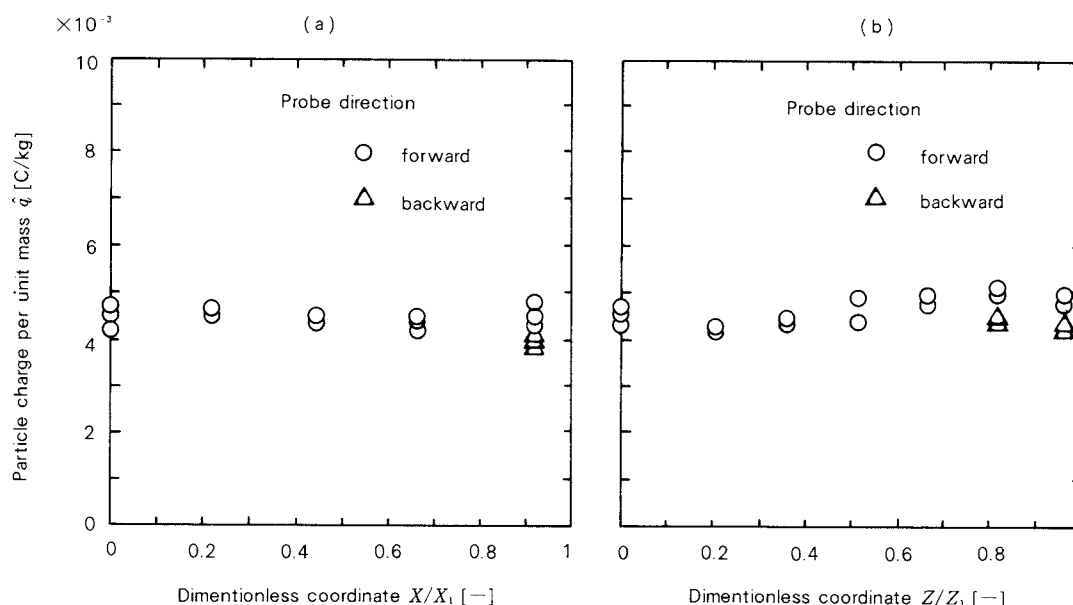 ×10⁻³
(a)
(b)
10
8
6
4
2
0
Particle charge per unit mass q̂ [C/kg]
Probe direction
forward
backward
Probe direction
forward
backward
0 0.2 0.4 0.6 0.8 1
0 0.2 0.4 0.6 0.8
Dimentionless coordinate X/X₁ [—]
Dimentionless coordinate Z/Z₁ [—]